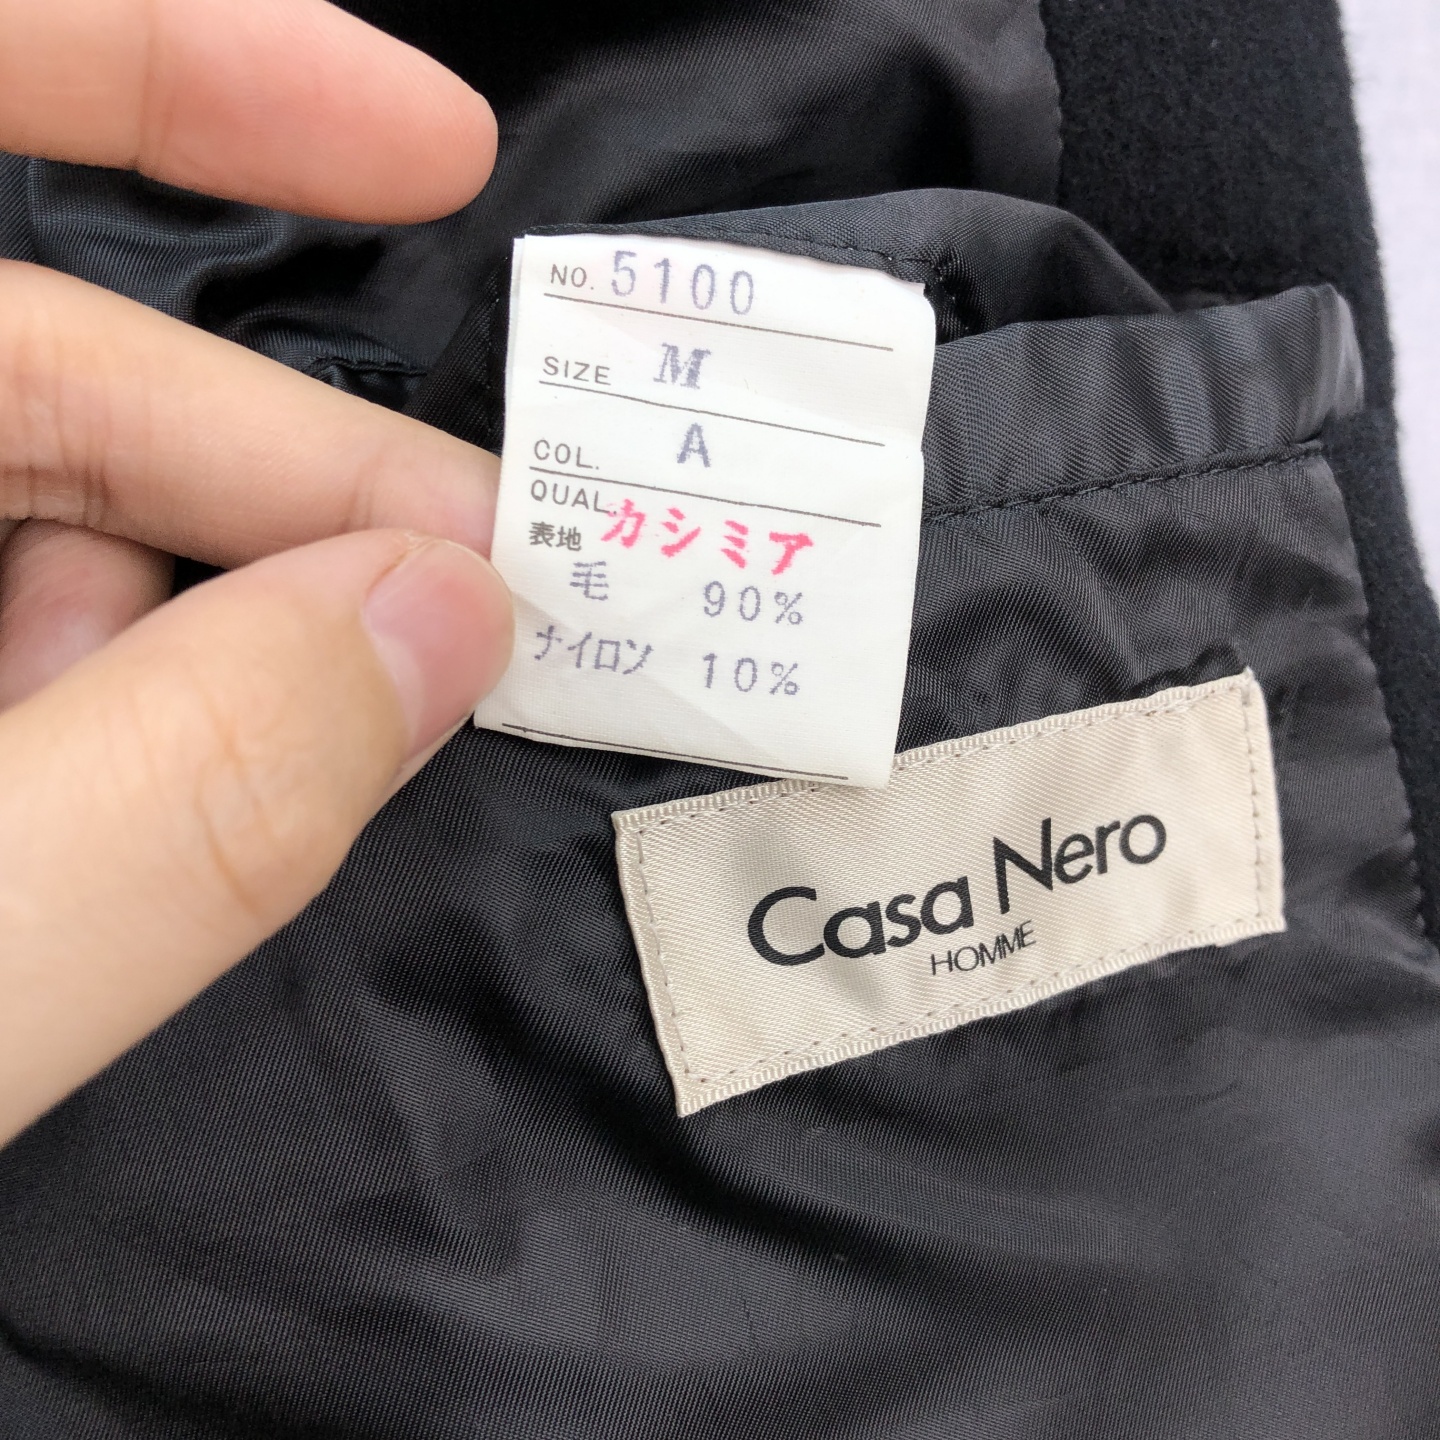 NO. 5100
SIZE M
COL. A
QUAL. カシミア
表地
毛 90%
ナイロン 10%
Casa Nero
HOMME